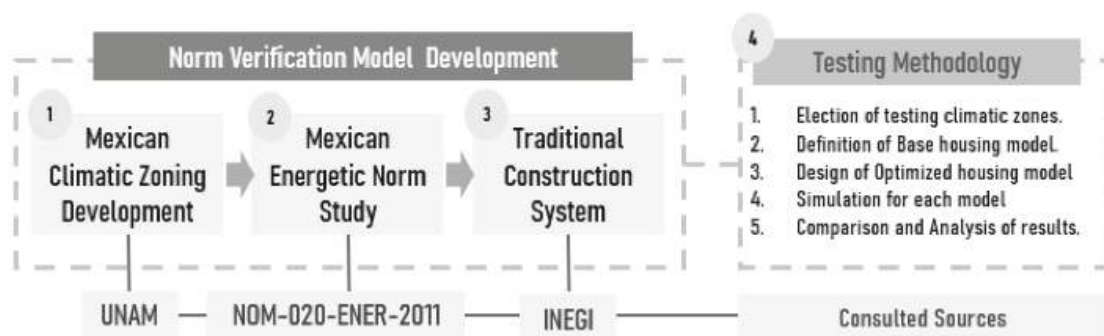 Norm Verification Model Development
1
Mexican
Climatic Zoning
Development
2
Mexican
Energetic Norm
Study
3
Traditional
Construction
System
4
Testing Methodology
1. Election of testing climatic zones.
2. Definition of Base housing model.
3. Design of Optimized housing model
4. Simulation for each model
5. Comparison and Analysis of results.
UNAM
NOM-020-ENER-2011
INEGI
Consulted Sources